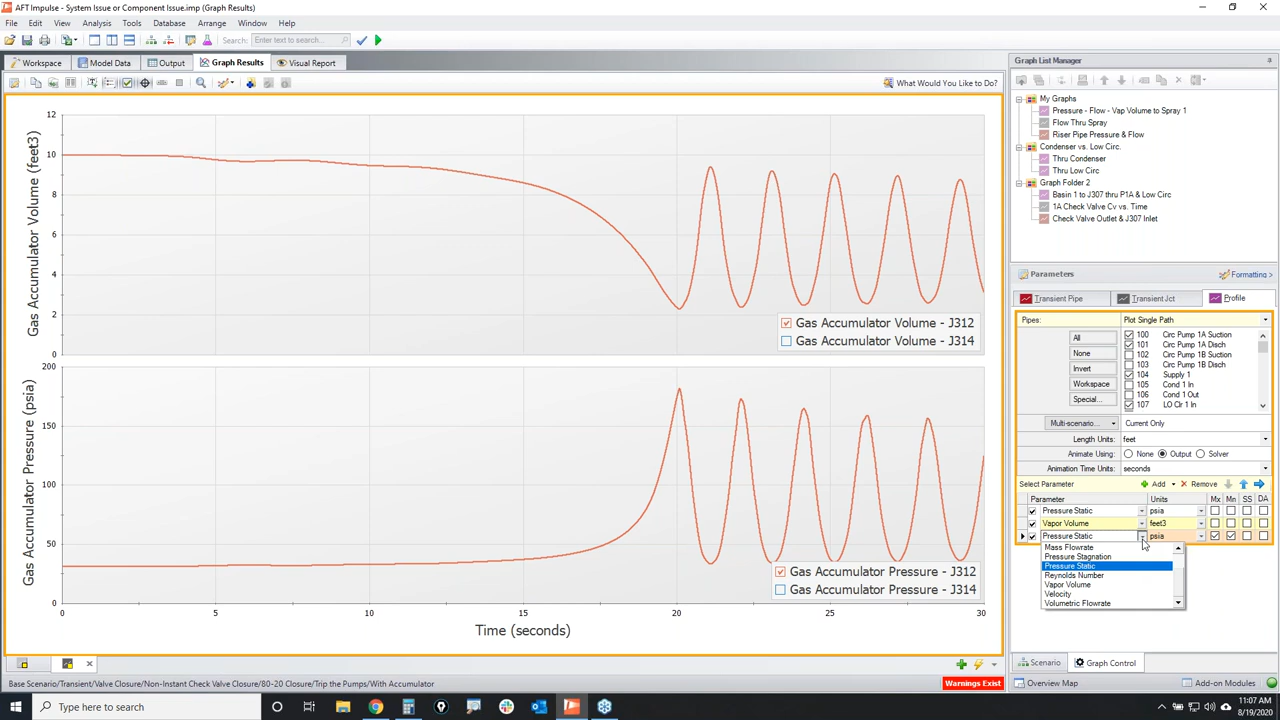 AFT Impulse - System Issue or Component Issue.imp (Graph Results)
File Edit View Analysis Tools Database Arrange Window Help
Search: Enter text to search...
Workspace Model Data Output Graph Results Visual Report
What Would You Like to Do?
12
10
8
6
4
2
0
Gas Accumulator Volume (feet3)
Gas Accumulator Volume - J312
Gas Accumulator Volume - J314
200
150
100
50
0
Gas Accumulator Pressure (psia)
Gas Accumulator Pressure - J312
Gas Accumulator Pressure - J314
0 5 10 15 20 25 30
Time (seconds)
Graph List Manager
My Graphs
Pressure - Flow - Vap Volume to Spray 1
Flow Thru Spray
Riser Pipe Pressure & Flow
Condenser vs. Low Circ.
Thru Condenser
Thru Low Circ
Graph Folder 2
Basin 1 to J307 thru P1A & Low Circ
1A Check Valve Cv vs. Time
Check Valve Outlet & J307 Inlet
Parameters Formatting >
Transient Pipe Transient Jct Profile
Pipes: Plot Single Path
All
None
Invert
Workspace
Special...
100 Circ Pump 1A Suction
101 Circ Pump 1A Disch
102 Circ Pump 1B Suction
103 Circ Pump 1B Disch
104 Supply 1
105 Cond 1 In
106 Cond 1 Out
107 LO Clr 1 In
Multi-scenario... Current Only
Length Units: feet
Animate Using: None Output Solver
Animation Time Units: seconds
Select Parameter Add Remove
Parameter Units Mx Mn SS DA
Pressure Static psia
Vapor Volume feet3
Pressure Static psia
Mass Flowrate
Pressure Stagnation
Pressure Static
Reynolds Number
Vapor Volume
Velocity
Volumetric Flowrate
Scenario Graph Control
Base Scenario/Transient/Valve Closure/Non-Instant Check Valve Closure/80-20 Closure/Trip the Pumps/With Accumulator
Warnings Exist
Overview Map Add-on Modules
Type here to search
11:07 AM
8/19/2020